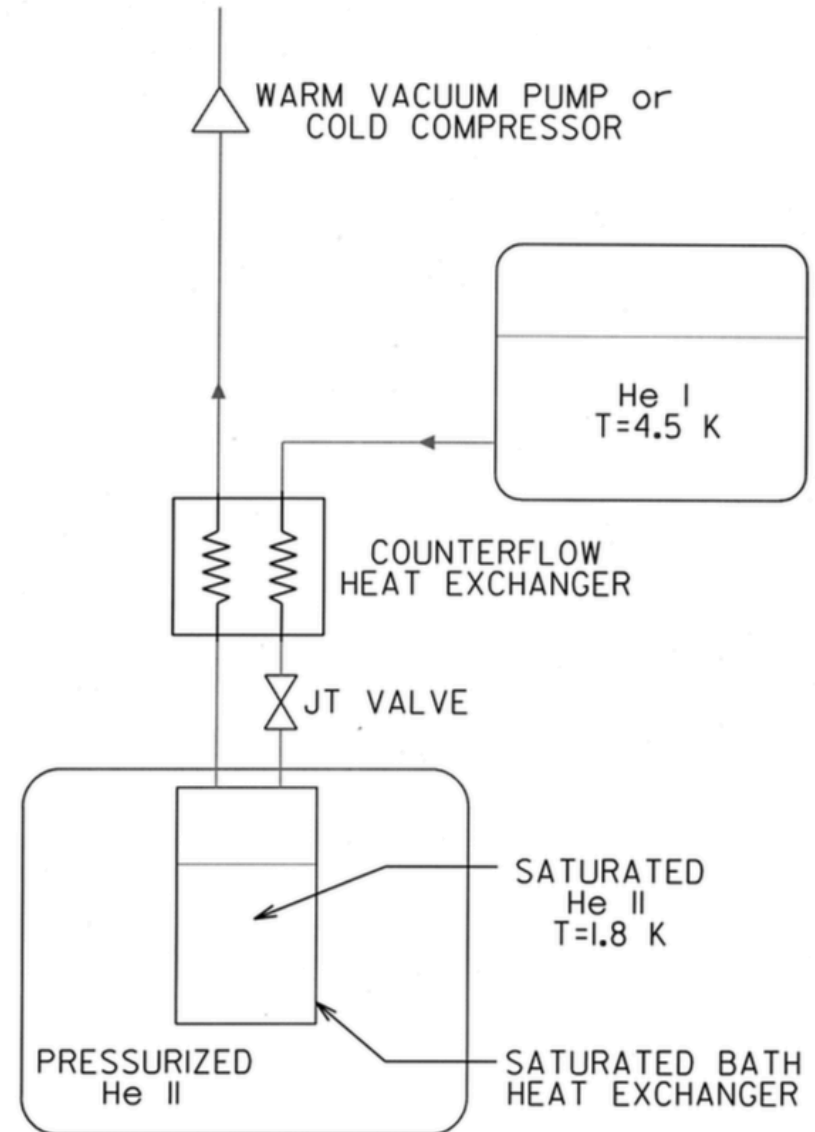 WARM VACUUM PUMP or
COLD COMPRESSOR
He I
T=4.5 K
COUNTERFLOW
HEAT EXCHANGER
JT VALVE
SATURATED
He II
T=1.8 K
PRESSURIZED
He II
SATURATED BATH
HEAT EXCHANGER